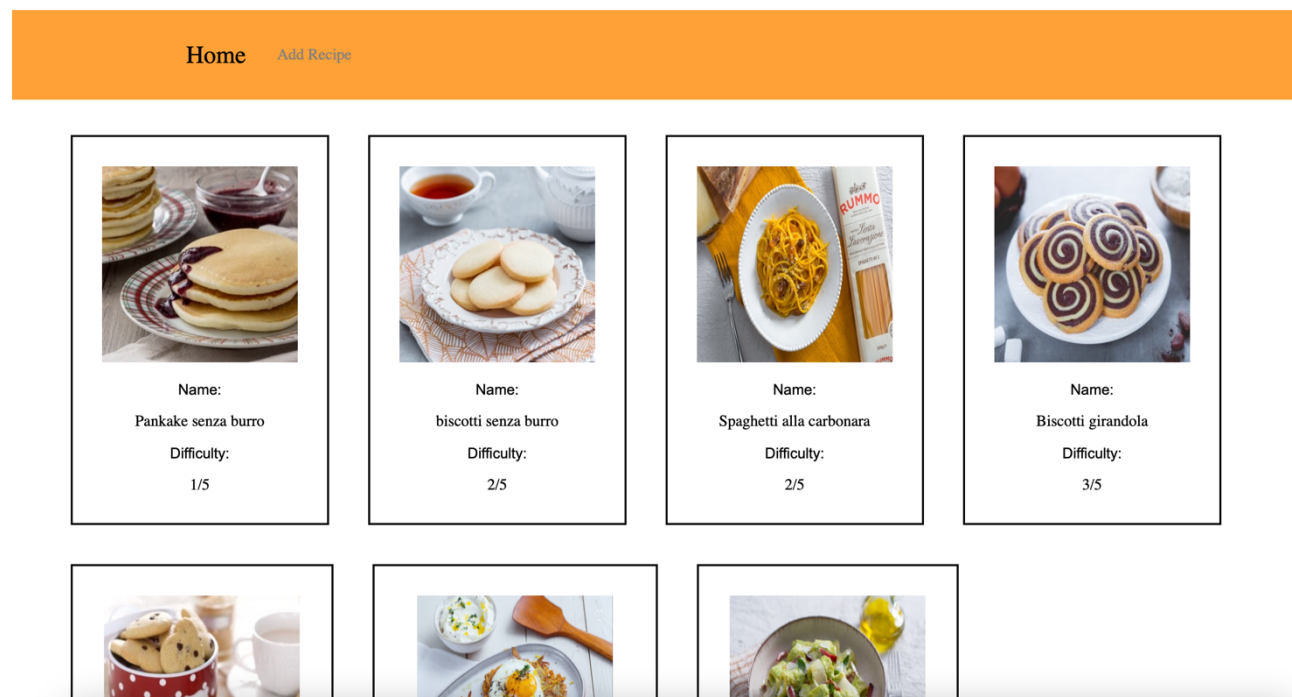 Home Add Recipe
RUMMO
Name:
Pankake senza burro
Difficulty:
1/5
Name:
biscotti senza burro
Difficulty:
2/5
Name:
Spaghetti alla carbonara
Difficulty:
2/5
Name:
Biscotti girandola
Difficulty:
3/5